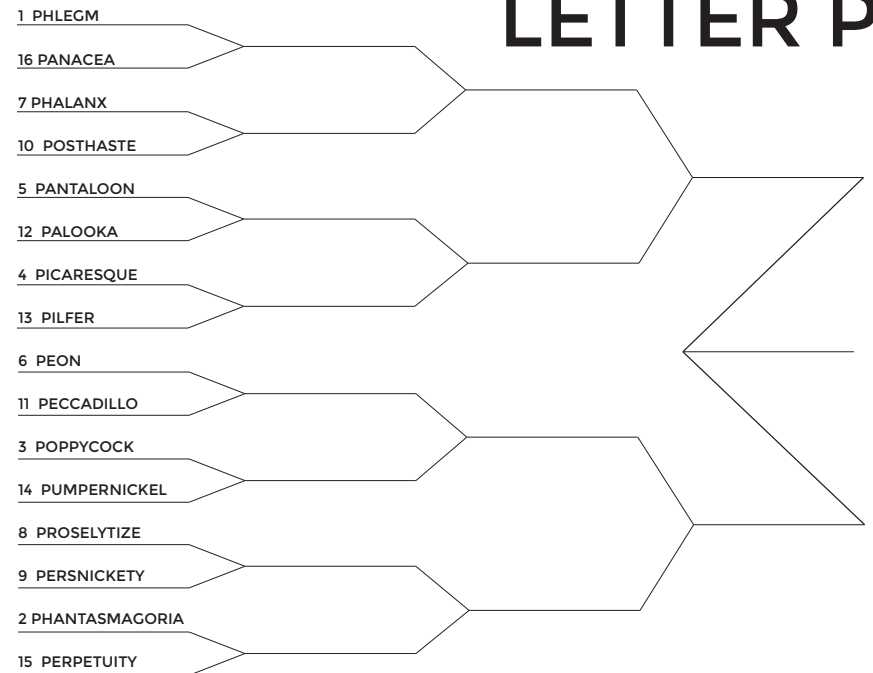 LETTER P
1 PHLEGM
16 PANACEA
7 PHALANX
10 POSTHASTE
5 PANTALOON
12 PALOOKA
4 PICARESQUE
13 PILFER
6 PEON
11 PECCADILLO
3 POPPYCOCK
14 PUMPERNICKEL
8 PROSELYTIZE
9 PERSNICKETY
2 PHANTASMAGORIA
15 PERPETUITY